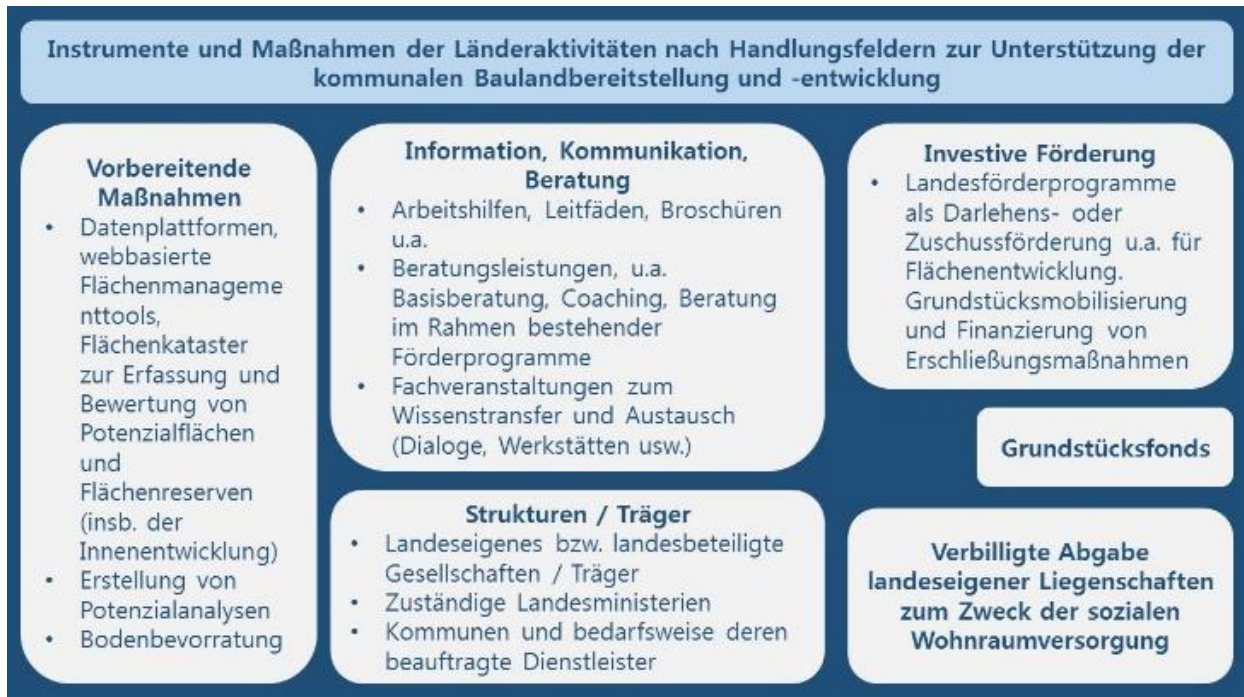 Instrumente und Maßnahmen der Länderaktivitäten nach Handlungsfeldern zur Unterstützung der
kommunalen Baulandbereitstellung und -entwicklung
Vorbereitende
Maßnahmen
• Datenplattformen,
webbasierte
Flächenmanageme
nttools,
Flächenkataster
zur Erfassung und
Bewertung von
Potenzialflächen
und
Flächenreserven
(insb. der
Innenentwicklung)
• Erstellung von
Potenzialanalysen
• Bodenbevorratung
Information, Kommunikation,
Beratung
• Arbeitshilfen, Leitfäden, Broschüren
u.a.
• Beratungsleistungen, u.a.
Basisberatung, Coaching, Beratung
im Rahmen bestehender
Förderprogramme
• Fachveranstaltungen zum
Wissenstransfer und Austausch
(Dialoge, Werkstätten usw.)
Strukturen / Träger
• Landeseigenes bzw. landesbeteiligte
Gesellschaften / Träger
• Zuständige Landesministerien
• Kommunen und bedarfsweise deren
beauftragte Dienstleister
Investive Förderung
• Landesförderprogramme
als Darlehens- oder
Zuschussförderung u.a. für
Flächenentwicklung.
Grundstücksmobilisierung
und Finanzierung von
Erschließungsmaßnahmen
Grundstücksfonds
Verbilligte Abgabe
landeseigener Liegenschaften
zum Zweck der sozialen
Wohnraumversorgung